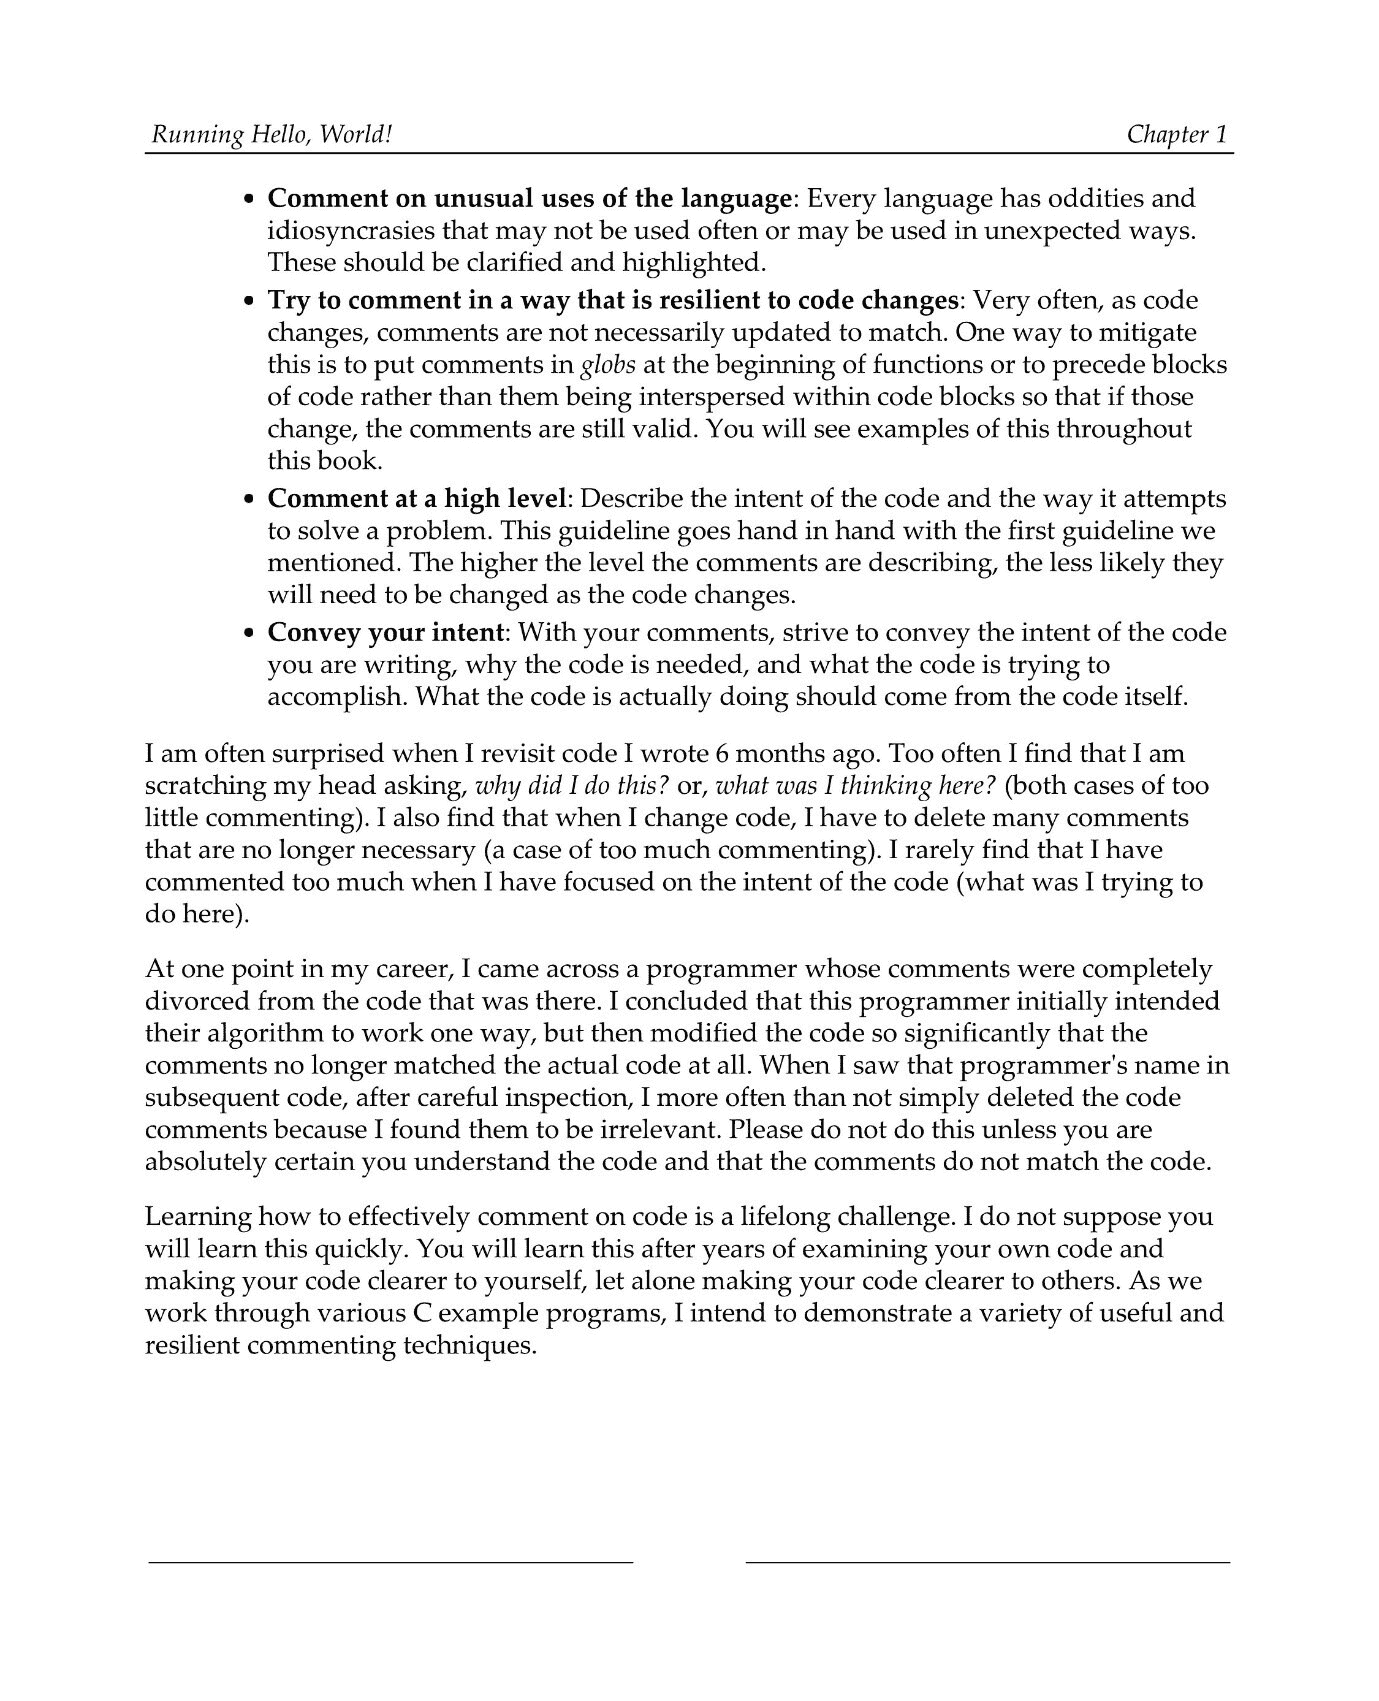 Running Hello, World! Chapter 1
• Comment on unusual uses of the language: Every language has oddities and
idiosyncrasies that may not be used often or may be used in unexpected ways.
These should be clarified and highlighted.
• Try to comment in a way that is resilient to code changes: Very often, as code
changes, comments are not necessarily updated to match. One way to mitigate
this is to put comments in globs at the beginning of functions or to precede blocks
of code rather than them being interspersed within code blocks so that if those
change, the comments are still valid. You will see examples of this throughout
this book.
• Comment at a high level: Describe the intent of the code and the way it attempts
to solve a problem. This guideline goes hand in hand with the first guideline we
mentioned. The higher the level the comments are describing, the less likely they
will need to be changed as the code changes.
• Convey your intent: With your comments, strive to convey the intent of the code
you are writing, why the code is needed, and what the code is trying to
accomplish. What the code is actually doing should come from the code itself.
I am often surprised when I revisit code I wrote 6 months ago. Too often I find that I am
scratching my head asking, why did I do this? or, what was I thinking here? (both cases of too
little commenting). I also find that when I change code, I have to delete many comments
that are no longer necessary (a case of too much commenting). I rarely find that I have
commented too much when I have focused on the intent of the code (what was I trying to
do here).
At one point in my career, I came across a programmer whose comments were completely
divorced from the code that was there. I concluded that this programmer initially intended
their algorithm to work one way, but then modified the code so significantly that the
comments no longer matched the actual code at all. When I saw that programmer's name in
subsequent code, after careful inspection, I more often than not simply deleted the code
comments because I found them to be irrelevant. Please do not do this unless you are
absolutely certain you understand the code and that the comments do not match the code.
Learning how to effectively comment on code is a lifelong challenge. I do not suppose you
will learn this quickly. You will learn this after years of examining your own code and
making your code clearer to yourself, let alone making your code clearer to others. As we
work through various C example programs, I intend to demonstrate a variety of useful and
resilient commenting techniques.